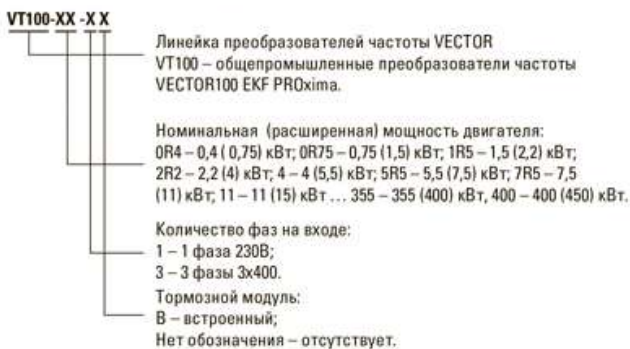 VT100-XX -X X
Линейка преобразователей частоты VECTOR
VT100 – общепромышленные преобразователи частоты
VECTOR100 EKF PROxima.
Номинальная (расширенная) мощность двигателя:
0R4 – 0,4 ( 0,75) кВт; 0R75 – 0,75 (1,5) кВт; 1R5 – 1,5 (2,2) кВт;
2R2 – 2,2 (4) кВт; 4 – 4 (5,5) кВт; 5R5 – 5,5 (7,5) кВт; 7R5 – 7,5
(11) кВт; 11 – 11 (15) кВт ... 355 – 355 (400) кВт, 400 – 400 (450) кВт.
Количество фаз на входе:
1 – 1 фаза 230В;
3 – 3 фазы 3х400.
Тормозной модуль:
В – встроенный;
Нет обозначения – отсутствует.